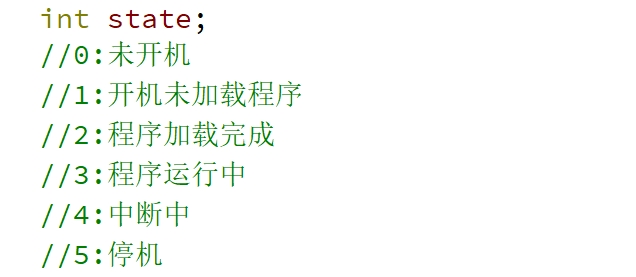 int state;
//0:未开机
//1:开机未加载程序
//2:程序加载完成
//3:程序运行中
//4:中断中
//5:停机